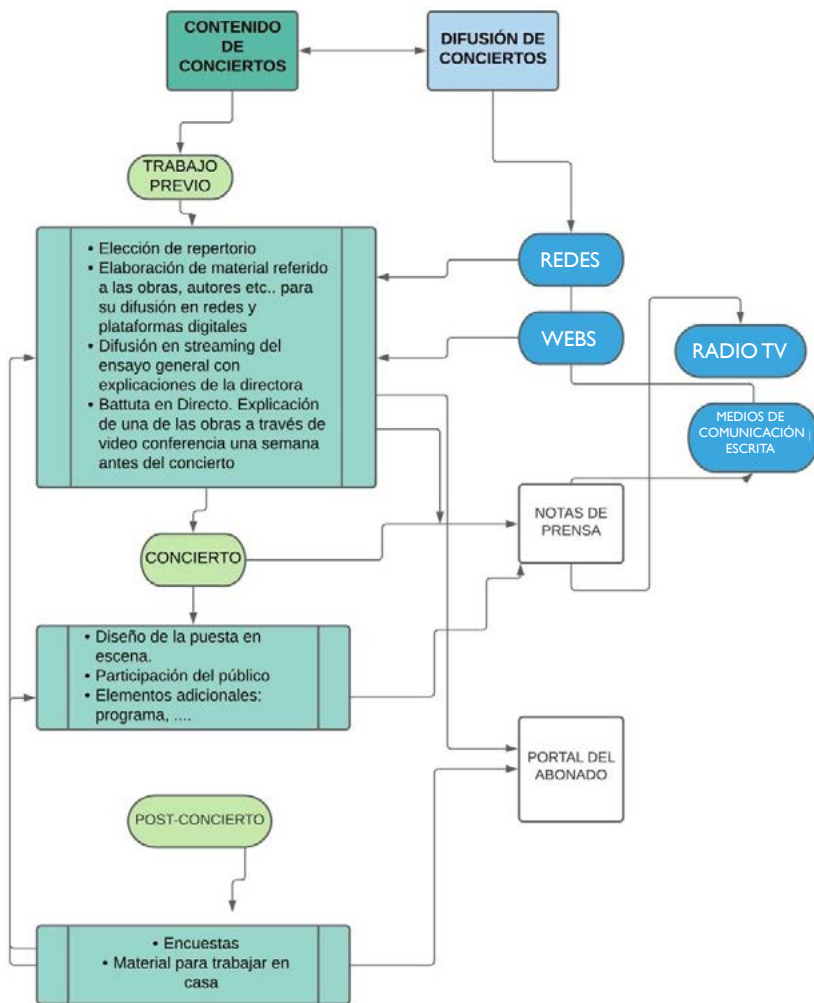 CONTENIDO
DE
CONCIERTOS
DIFUSIÓN DE
CONCIERTOS
TRABAJO
PREVIO
• Elección de repertorio
• Elaboración de material referido
a las obras, autores etc.. para
su difusión en redes y
plataformas digitales
• Difusión en streaming del
ensayo general con
explicaciones de la directora
• Battuta en Directo. Explicación
de una de las obras a través de
video conferencia una semana
antes del concierto
REDES
WEBS
RADIO TV
MEDIOS DE
COMUNICACIÓN
ESCRITA
NOTAS DE
PRENSA
CONCIERTO
• Diseño de la puesta en
escena.
• Participación del público
• Elementos adicionales:
programa, ....
PORTAL DEL
ABONADO
POST-CONCIERTO
• Encuestas
• Material para trabajar en
casa